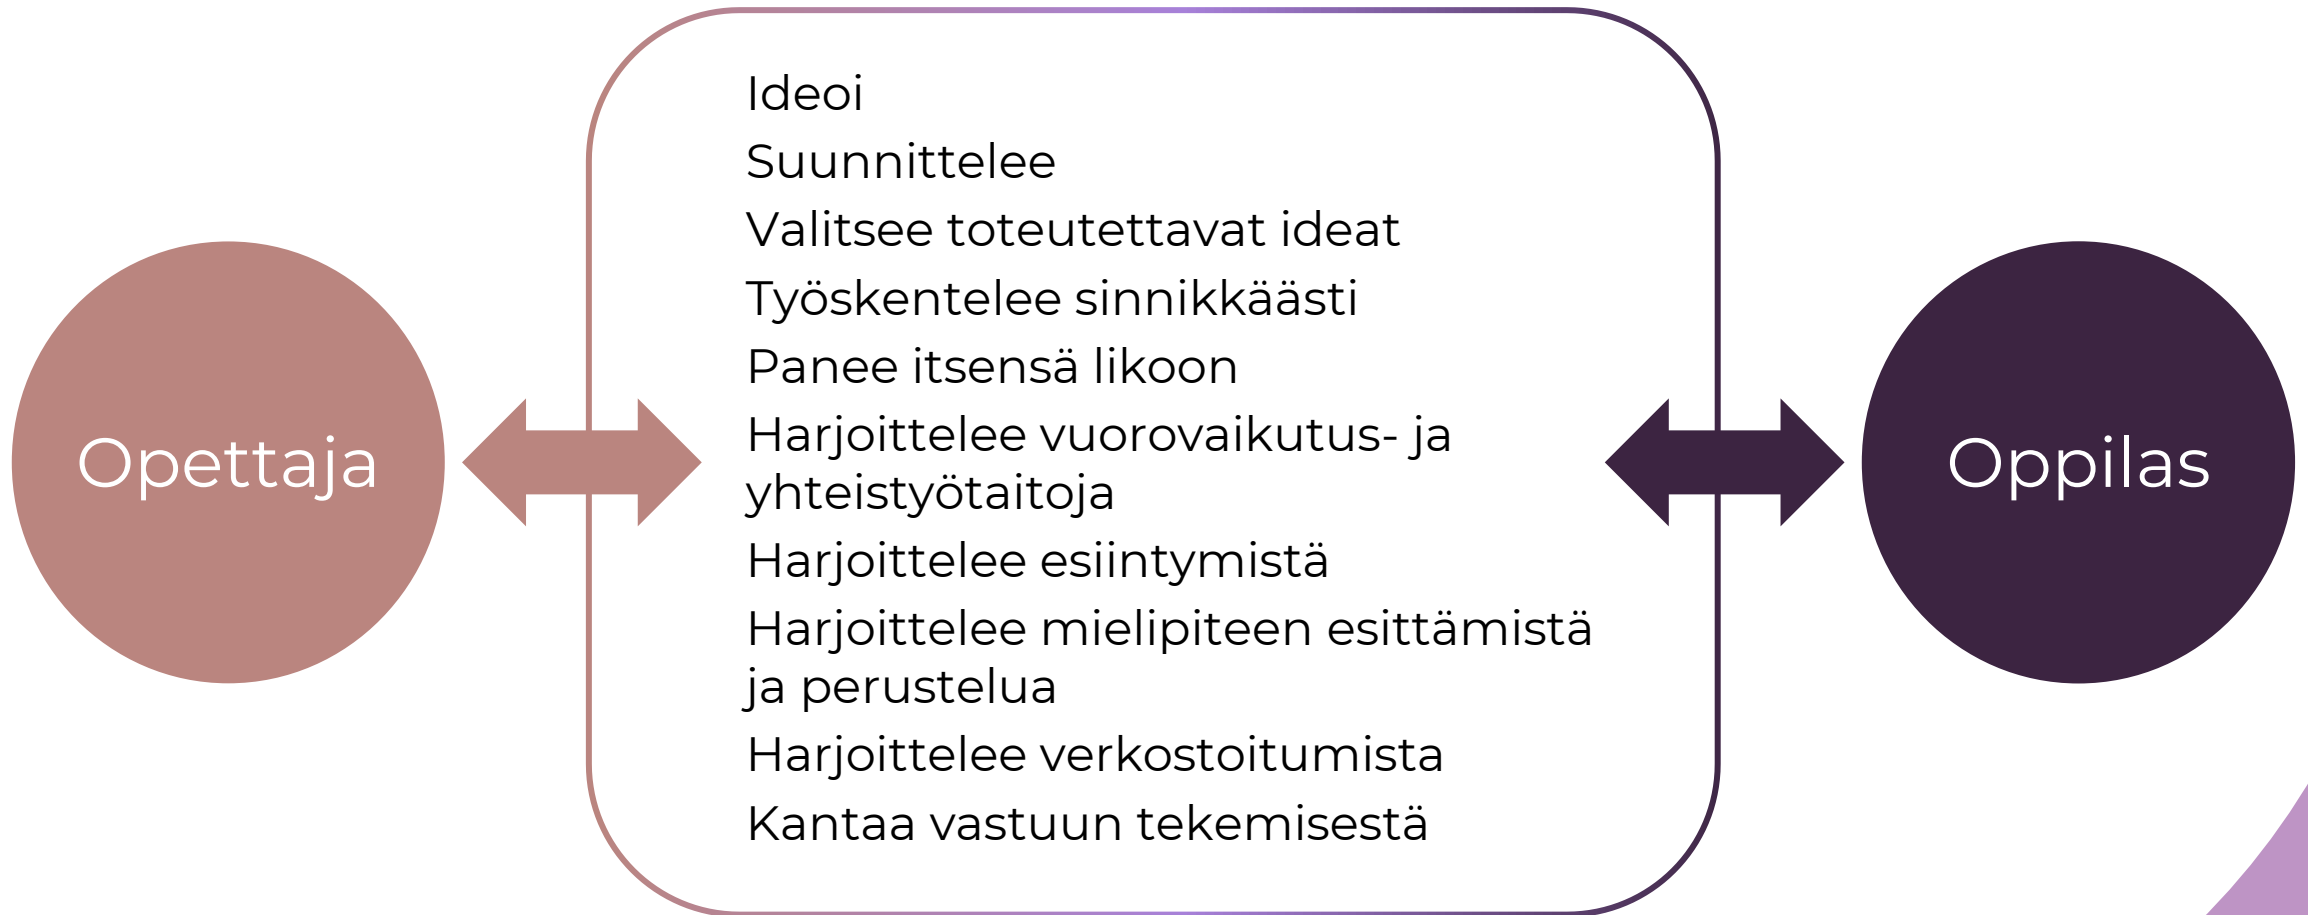 Opettaja
Ideoi
Suunnittelee
Valitsee toteutettavat ideat
Työskentelee sinnikkäästi
Panee itsensä likoon
Harjoittelee vuorovaikutus- ja
yhteistyötaitoja
Harjoittelee esiintymistä
Harjoittelee mielipiteen esittämistä
ja perustelua
Harjoittelee verkostoitumista
Kantaa vastuun tekemisestä
Oppilas